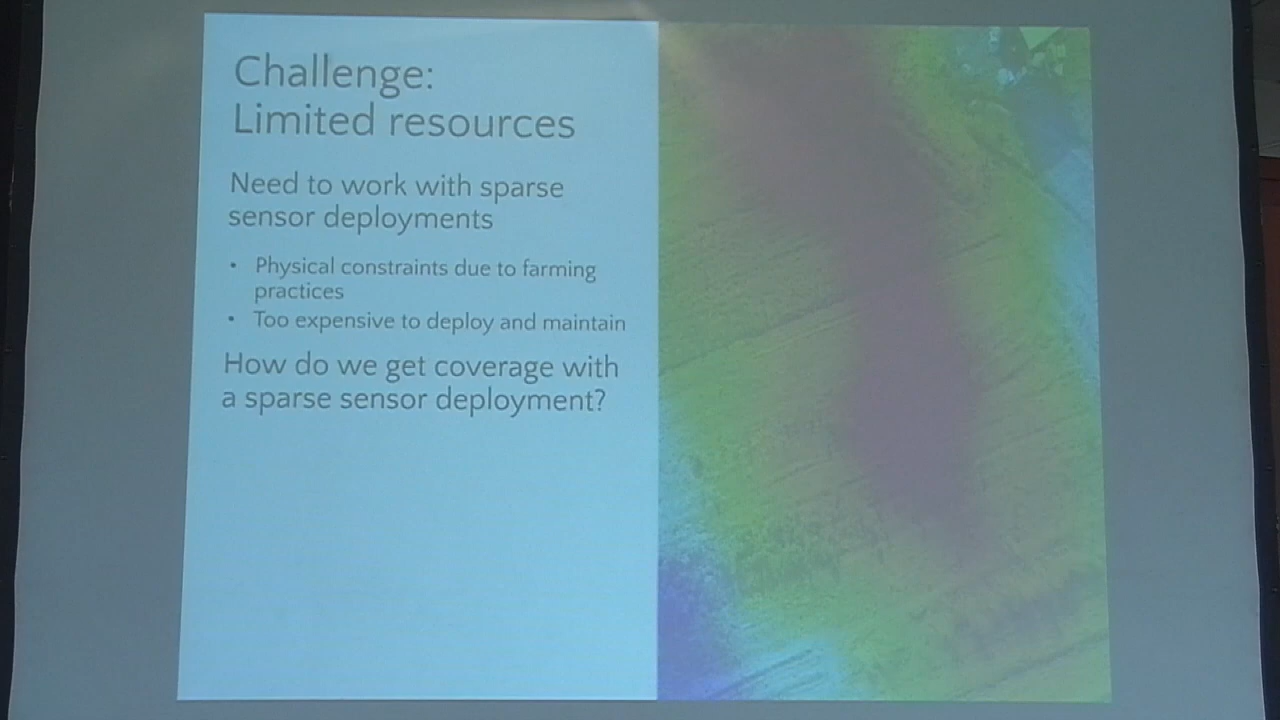 Challenge:
Limited resources
Need to work with sparse
sensor deployments
• Physical constraints due to farming
practices
• Too expensive to deploy and maintain
How do we get coverage with
a sparse sensor deployment?